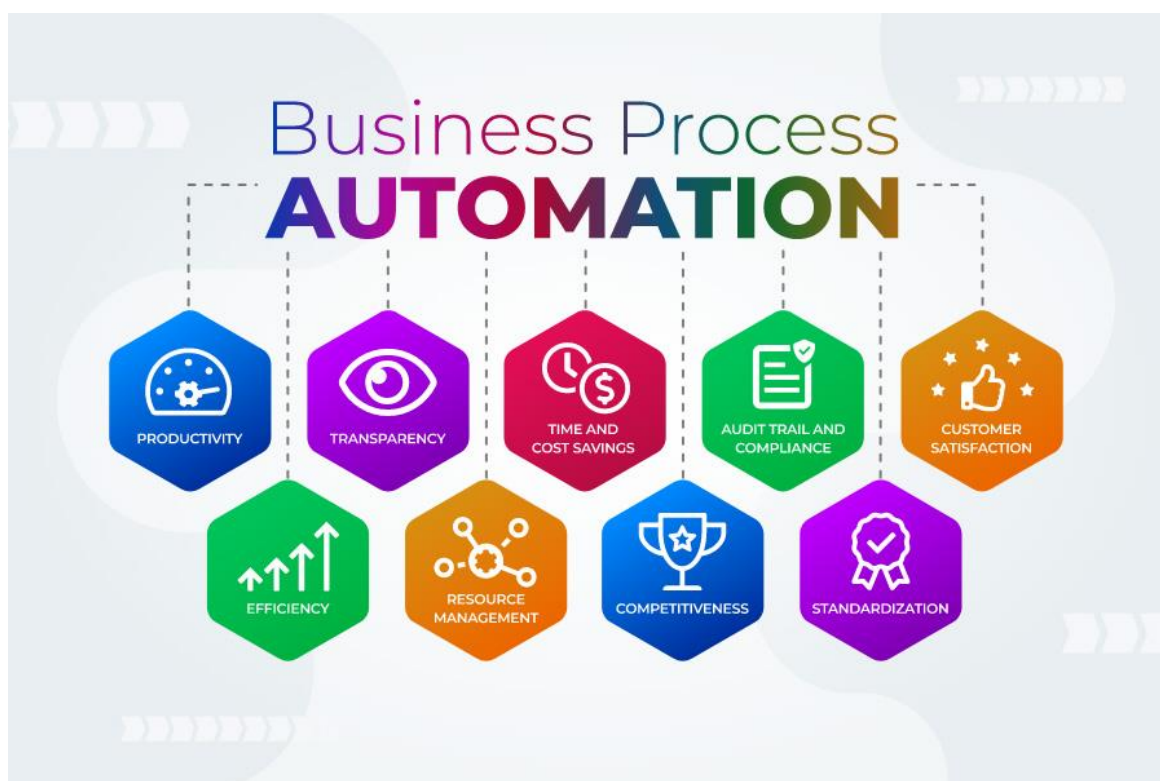 Business Process
AUTOMATION
PRODUCTIVITY
TRANSPARENCY
TIME AND
COST SAVINGS
AUDIT TRAIL AND
COMPLIANCE
CUSTOMER
SATISFACTION
EFFICIENCY
RESOURCE
MANAGEMENT
COMPETITIVENESS
STANDARDIZATION